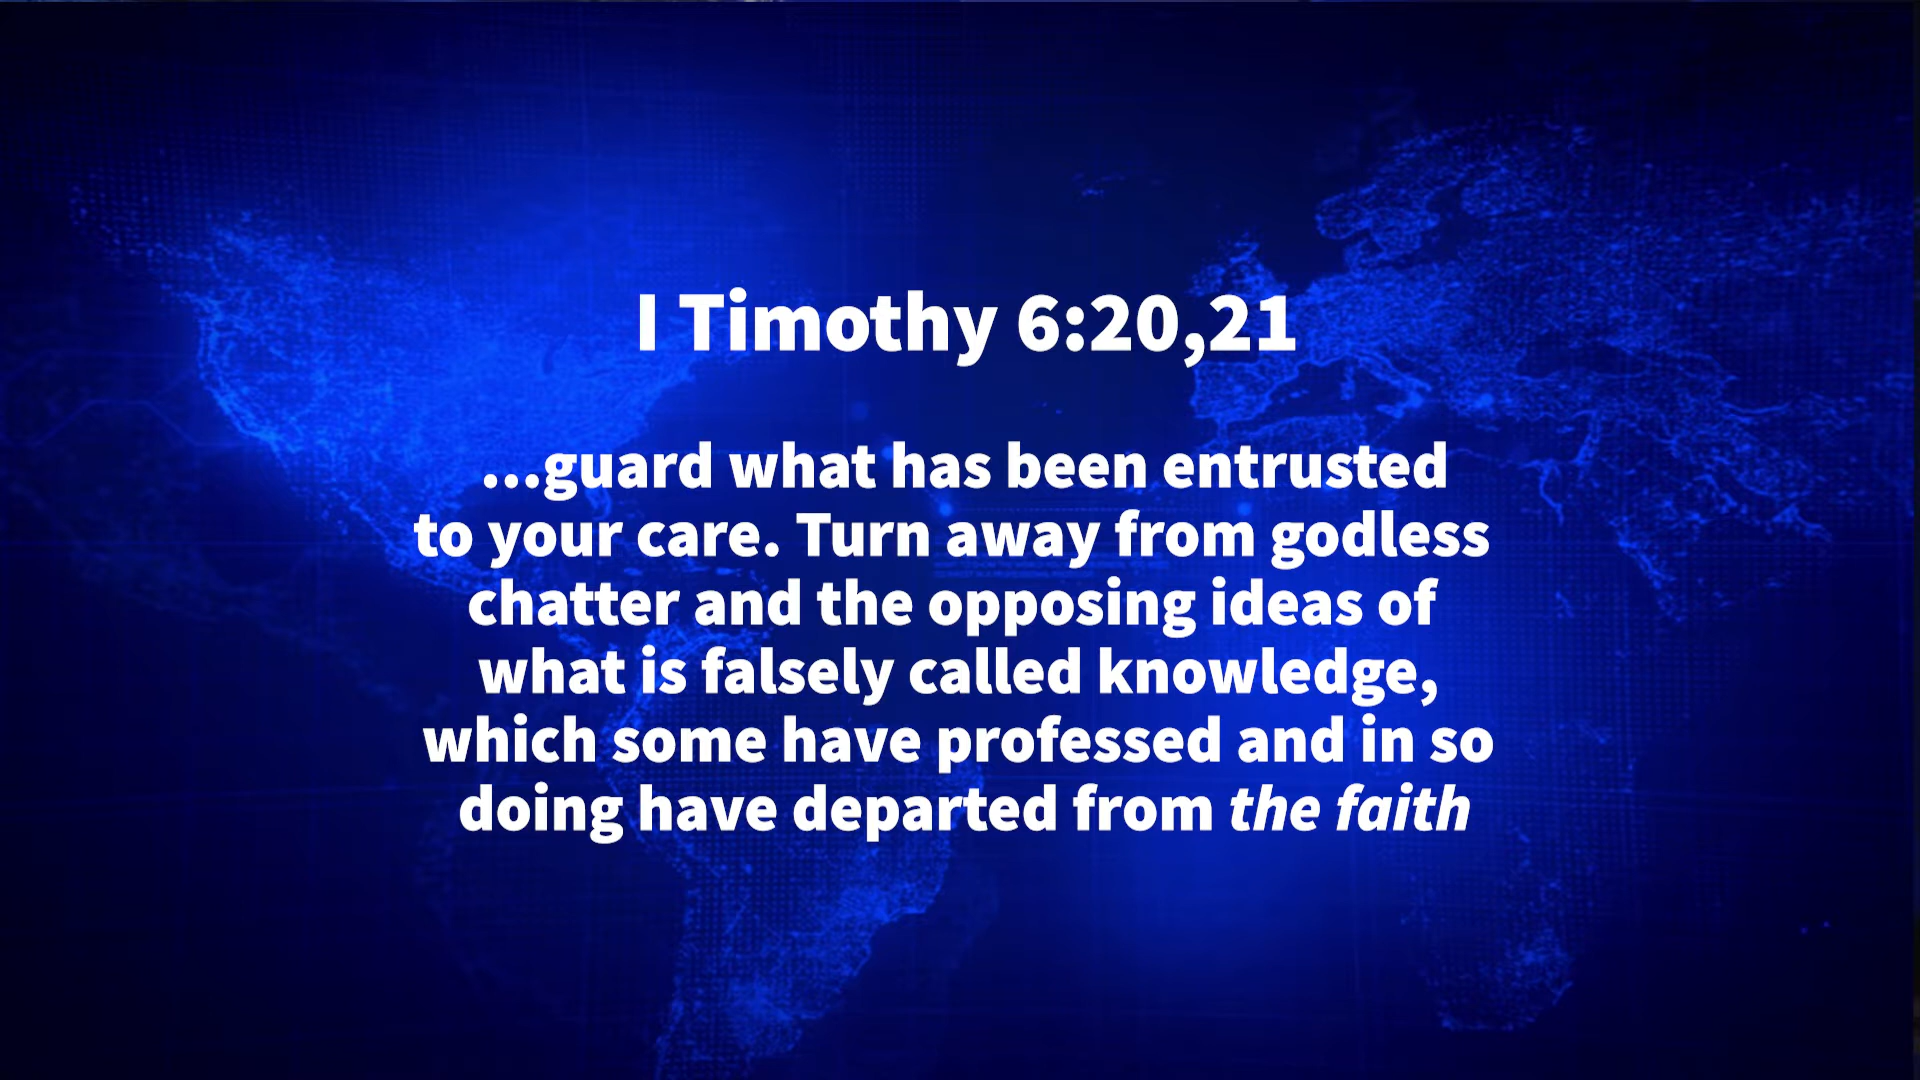 I Timothy 6:20,21
...guard what has been entrusted
to your care. Turn away from godless
chatter and the opposing ideas of
what is falsely called knowledge,
which some have professed and in so
doing have departed from the faith